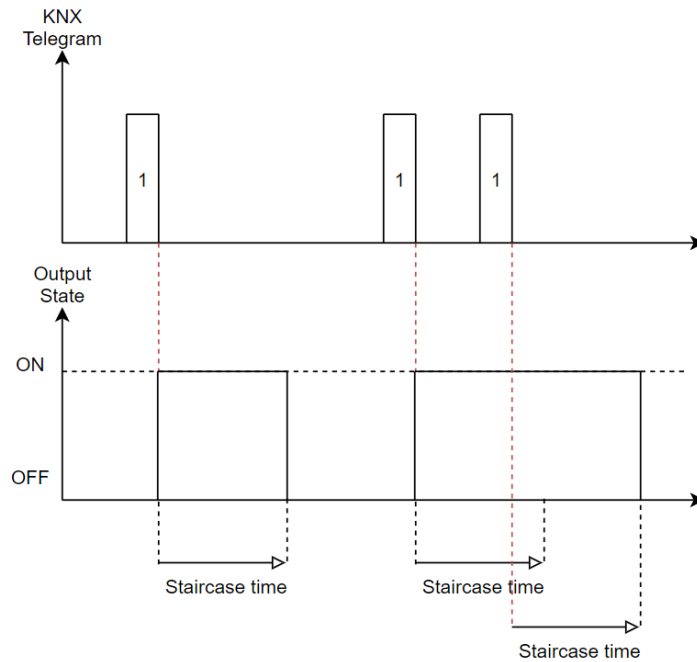 KNX
Telegram
1
1
1
Output
State
ON
OFF
Staircase time
Staircase time
Staircase time